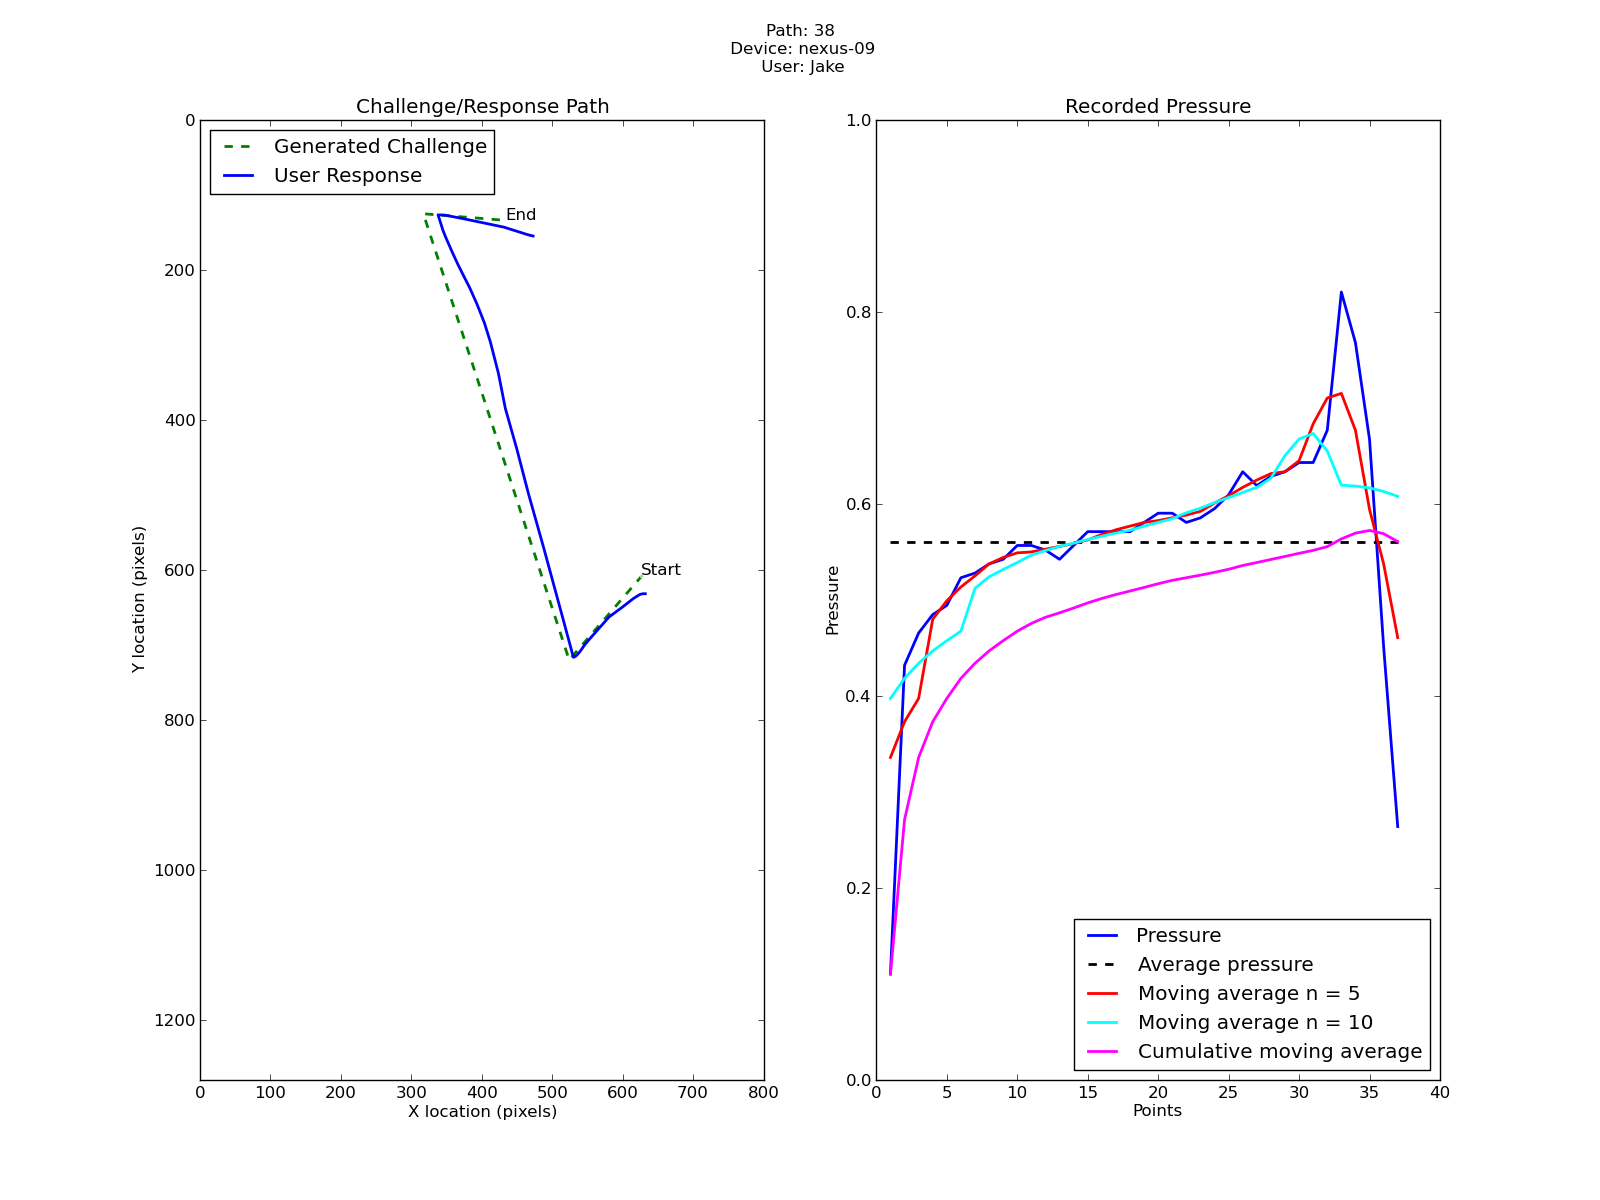 Path: 38
Device: nexus-09
User: Jake
Challenge/Response Path
0
200
400
600
800
1000
1200
Y location (pixels)
Generated Challenge
User Response
End
Start
0 100 200 300 400 500 600 700 800
X location (pixels)
Recorded Pressure
1.0
0.8
0.6
0.4
0.2
0.0
Pressure
Pressure
Average pressure
Moving average n = 5
Moving average n = 10
Cumulative moving average
0 5 10 15 20 25 30 35 40
Points